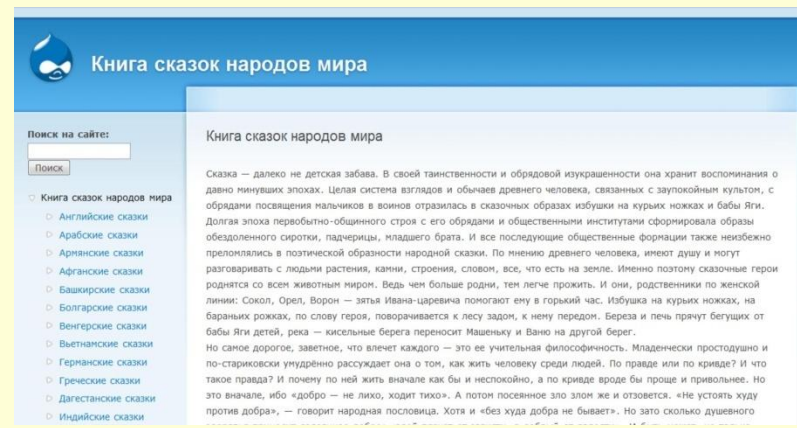 Книга сказок народов мира
Поиск на сайте:
Поиск
Книга сказок народов мира
Английские сказки
Арабские сказки
Армянские сказки
Афганские сказки
Башкирские сказки
Болгарские сказки
Венгерские сказки
Вьетнамские сказки
Германские сказки
Греческие сказки
Дагестанские сказки
Индийские сказки
Книга сказок народов мира
Сказка — далеко не детская забава. В своей таинственности и обрядовой изукрашенности она хранит воспоминания о
давно минувших эпохах. Целая система взглядов и обычаев древнего человека, связанных с заупокойным культом, с
обрядами посвящения мальчиков в воинов отразилась в сказочных образах избушки на курьих ножках и бабы Яги.
Долгая эпоха первобытно-общинного строя с его обрядами и общественными институтами сформировала образы
обездоленного сиротки, падчерицы, младшего брата. И все последующие общественные формации также неизбежно
преломлялись в поэтической образности народной сказки. По мнению древнего человека, имеют душу и могут
разговаривать с людьми растения, камни, строения, словом, все, что есть на земле. Именно поэтому сказочные герои
роднятся со всем животным миром. Ведь чем больше родни, тем легче прожить. И они, родственники по женской
линии: Сокол, Орел, Ворон — зятья Ивана-царевича помогают ему в горький час. Избушка на курьих ножках, на
бараньих рожках, по слову героя, поворачивается к лесу задом, к нему передом. Береза и печь прячут бегущих от
бабы Яги детей, река — кисельные берега переносит Машеньку и Ваню на другой берег.
Но самое дорогое, заветное, что влечет каждого — это ее учительная философичность. Младенчески простодушно и
по-стариковски умудрённо рассуждает она о том, как жить человеку среди людей. По правде или по кривде? И что
такое правда? И почему по ней жить вначале как бы и неспокойно, а по кривде вроде бы проще и привольнее. Но
это вначале, ибо «добро — не лихо, ходит тихо». А потом посеянное зло злом же и отзовется. «Не устоять худу
против добра», — говорит народная пословица. Хотя и «без худа добра не бывает». Но зато сколько душевного